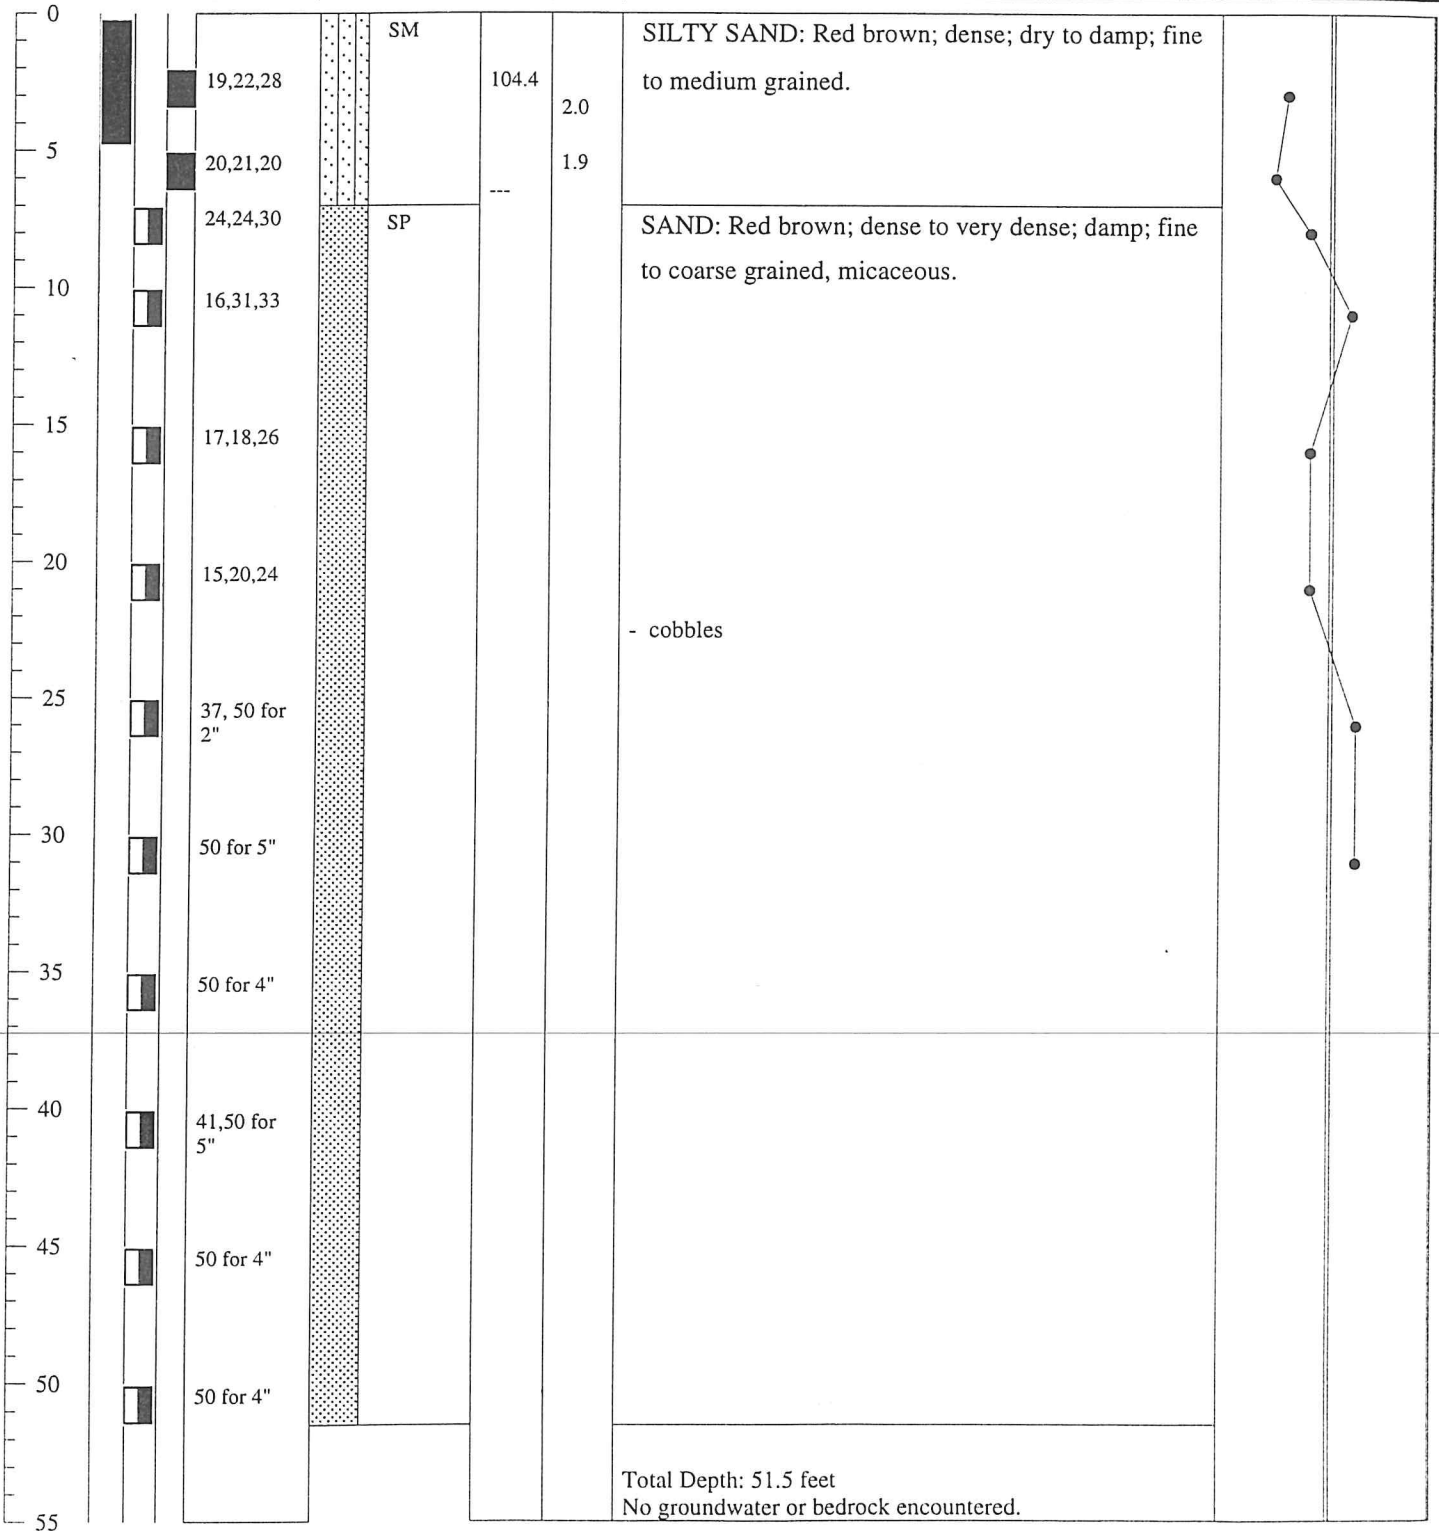 0
SM
SILTY SAND: Red brown; dense; dry to damp; fine
to medium grained.
19,22,28
104.4
2.0
5
20,21,20
1.9
---
24,24,30
SP
SAND: Red brown; dense to very dense; damp; fine
to coarse grained, micaceous.
10
16,31,33
15
17,18,26
20
15,20,24
- cobbles
25
37, 50 for
2"
30
50 for 5"
35
50 for 4"
40
41,50 for
5"
45
50 for 4"
50
50 for 4"
Total Depth: 51.5 feet
No groundwater or bedrock encountered.
55